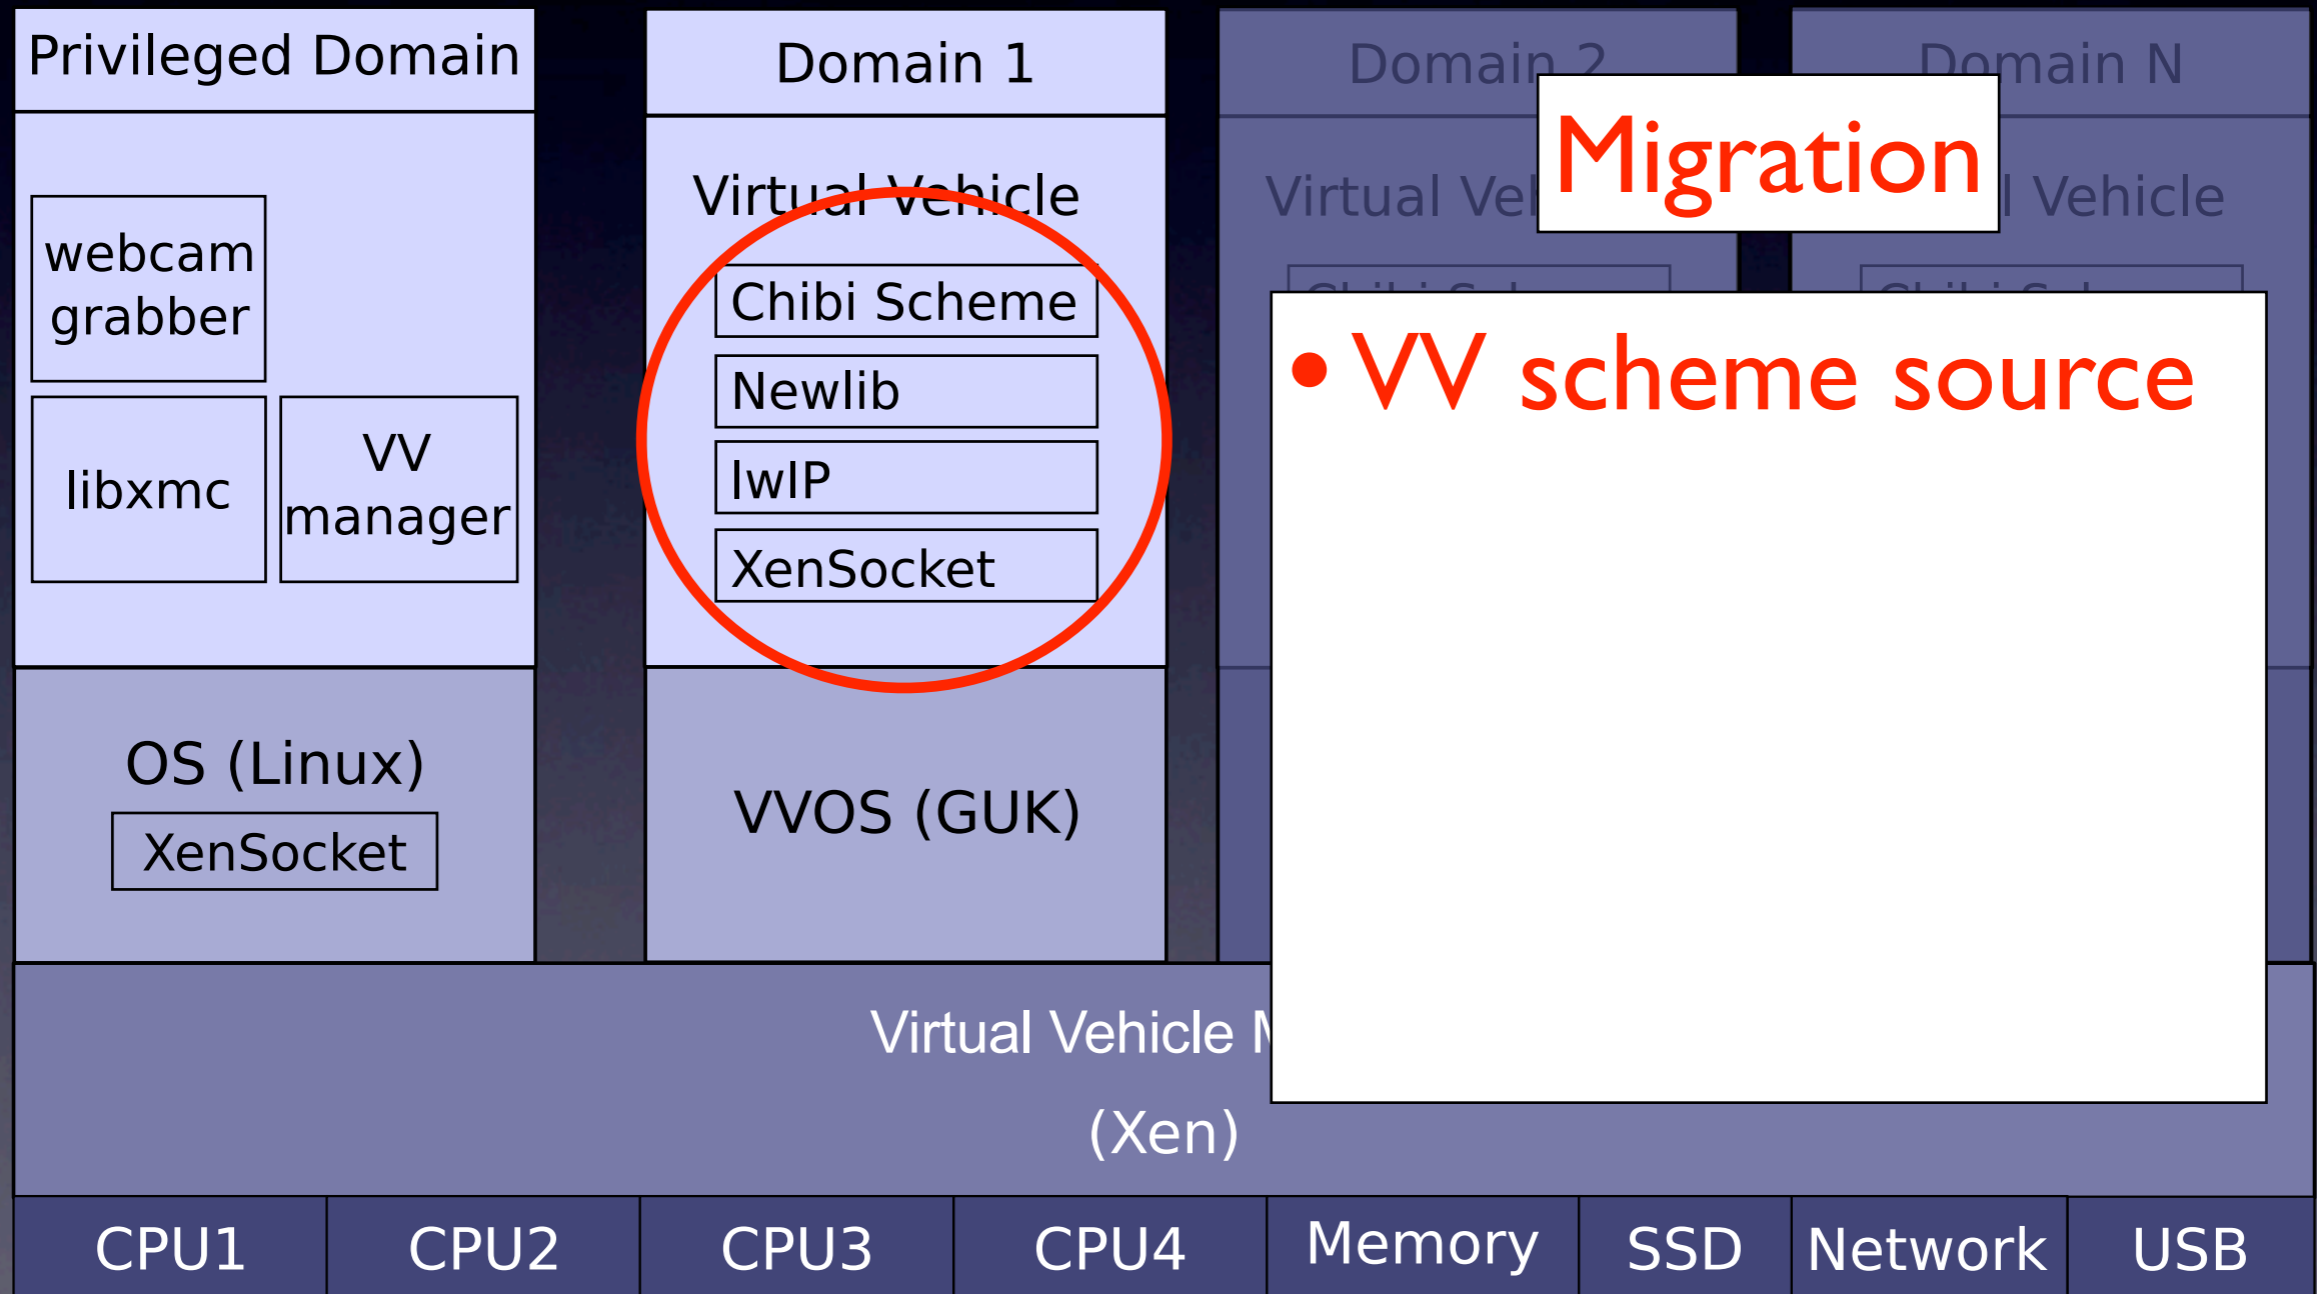 Privileged Domain
webcam
grabber
libxmc
VV
manager
OS (Linux)
XenSocket
Domain 1
Virtual Vehicle
Chibi Scheme
Newlib
lwIP
XenSocket
VVOS (GUK)
Domain 2
Virtual
Domain N
Vehicle
Migration
• VV scheme source
Virtual Vehicle
(Xen)
CPU1
CPU2
CPU3
CPU4
Memory
SSD
Network
USB